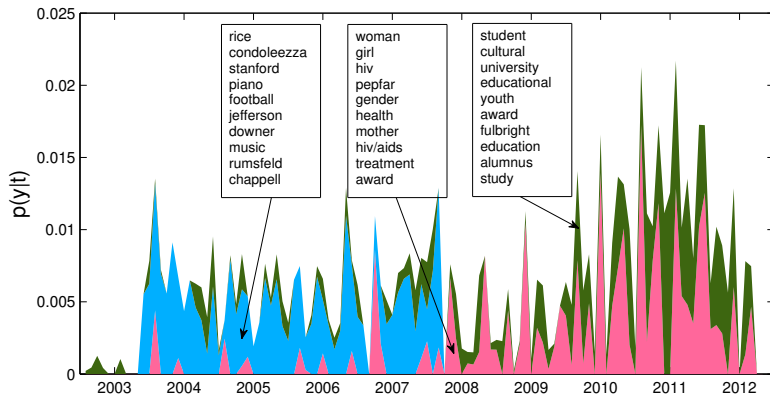 0.025
0.02
0.015
0.01
0.005
0
p(y|t)
rice
condoleezza
stanford
piano
football
jefferson
downer
music
rumsfeld
chappell
woman
girl
hiv
pepfar
gender
health
mother
hiv/aids
treatment
award
student
cultural
university
educational
youth
award
fulbright
education
alumnus
study
2003 2004 2005 2006 2007 2008 2009 2010 2011 2012